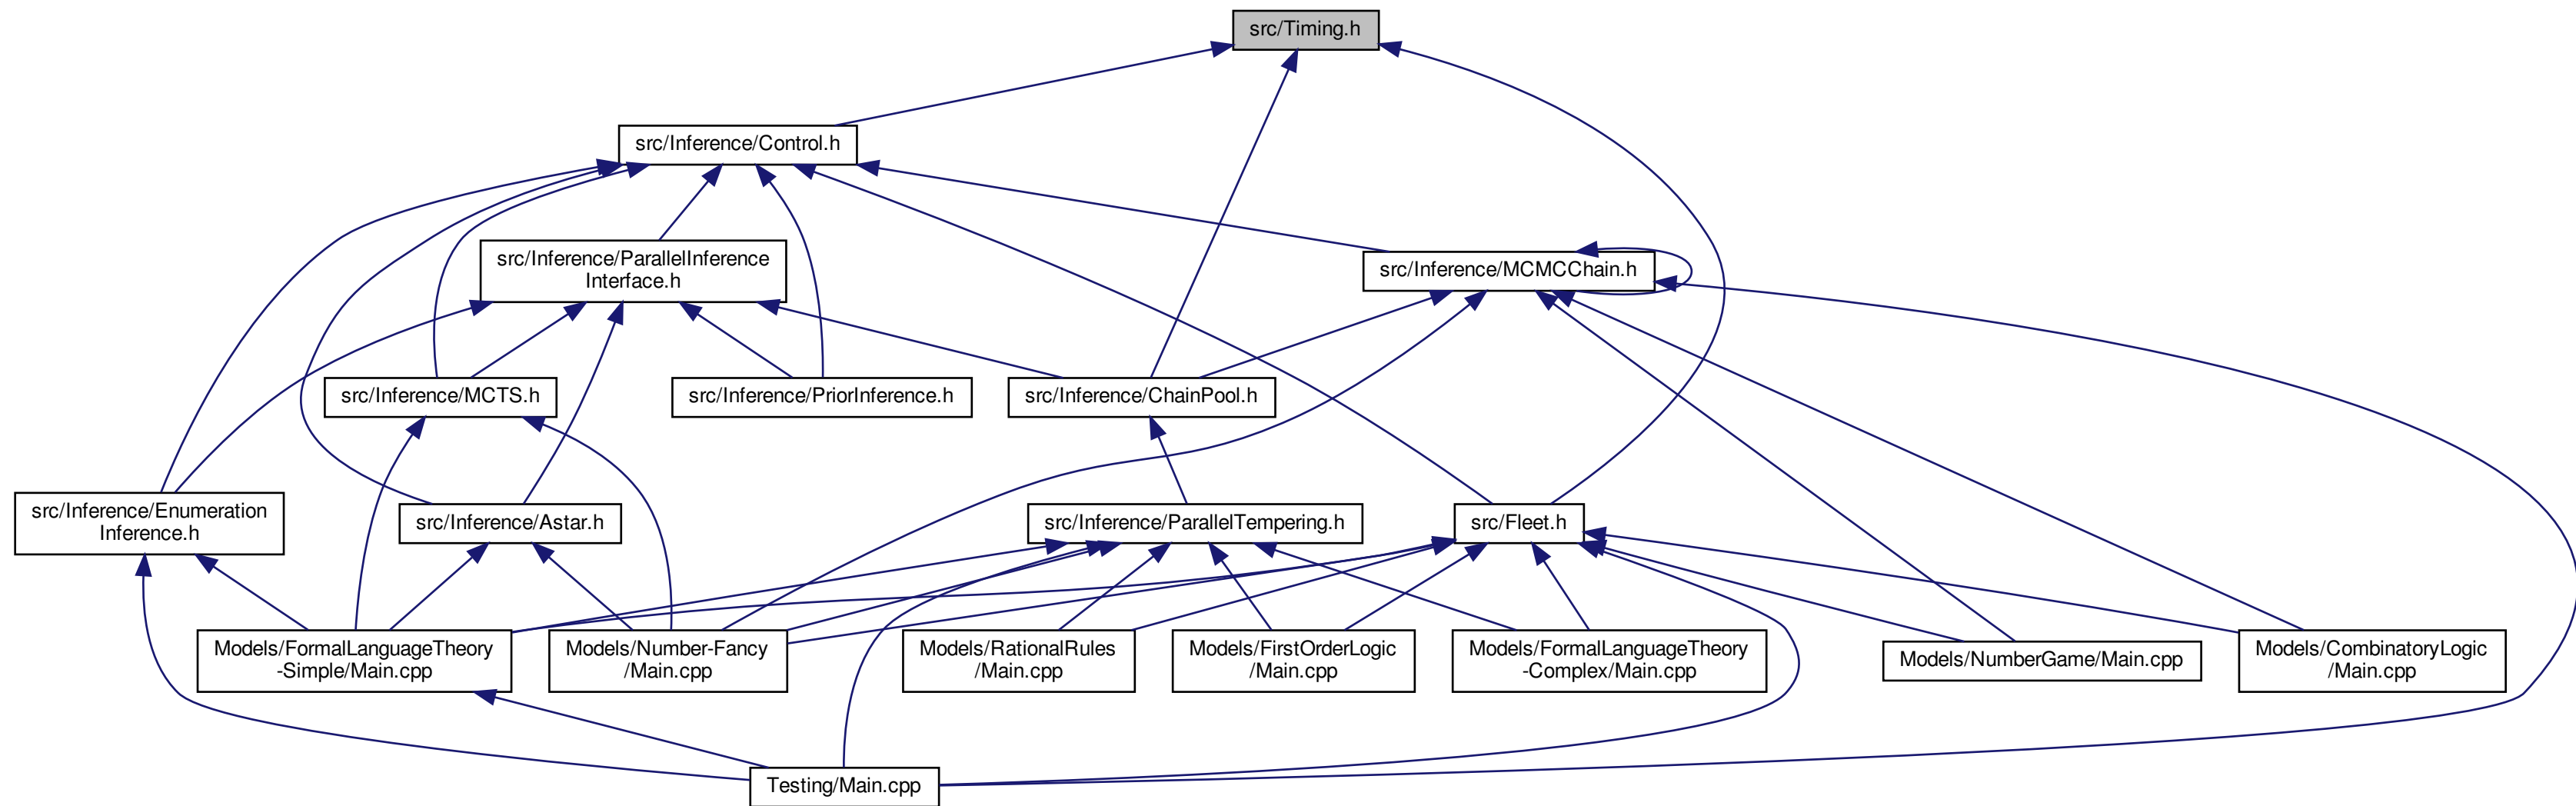 src/Timing.h
src/Inference/Control.h
src/Inference/ParallelInference
Interface.h
src/Inference/MCMCChain.h
src/Inference/MCTS.h
src/Inference/PriorInference.h
src/Inference/ChainPool.h
src/Inference/Enumeration
Inference.h
src/Inference/Astar.h
src/Inference/ParallelTempering.h
src/Fleet.h
Models/FormalLanguageTheory
-Simple/Main.cpp
Models/Number-Fancy
/Main.cpp
Models/RationalRules
/Main.cpp
Models/FirstOrderLogic
/Main.cpp
Models/FormalLanguageTheory
-Complex/Main.cpp
Models/NumberGame/Main.cpp
Models/CombinatoryLogic
/Main.cpp
Testing/Main.cpp